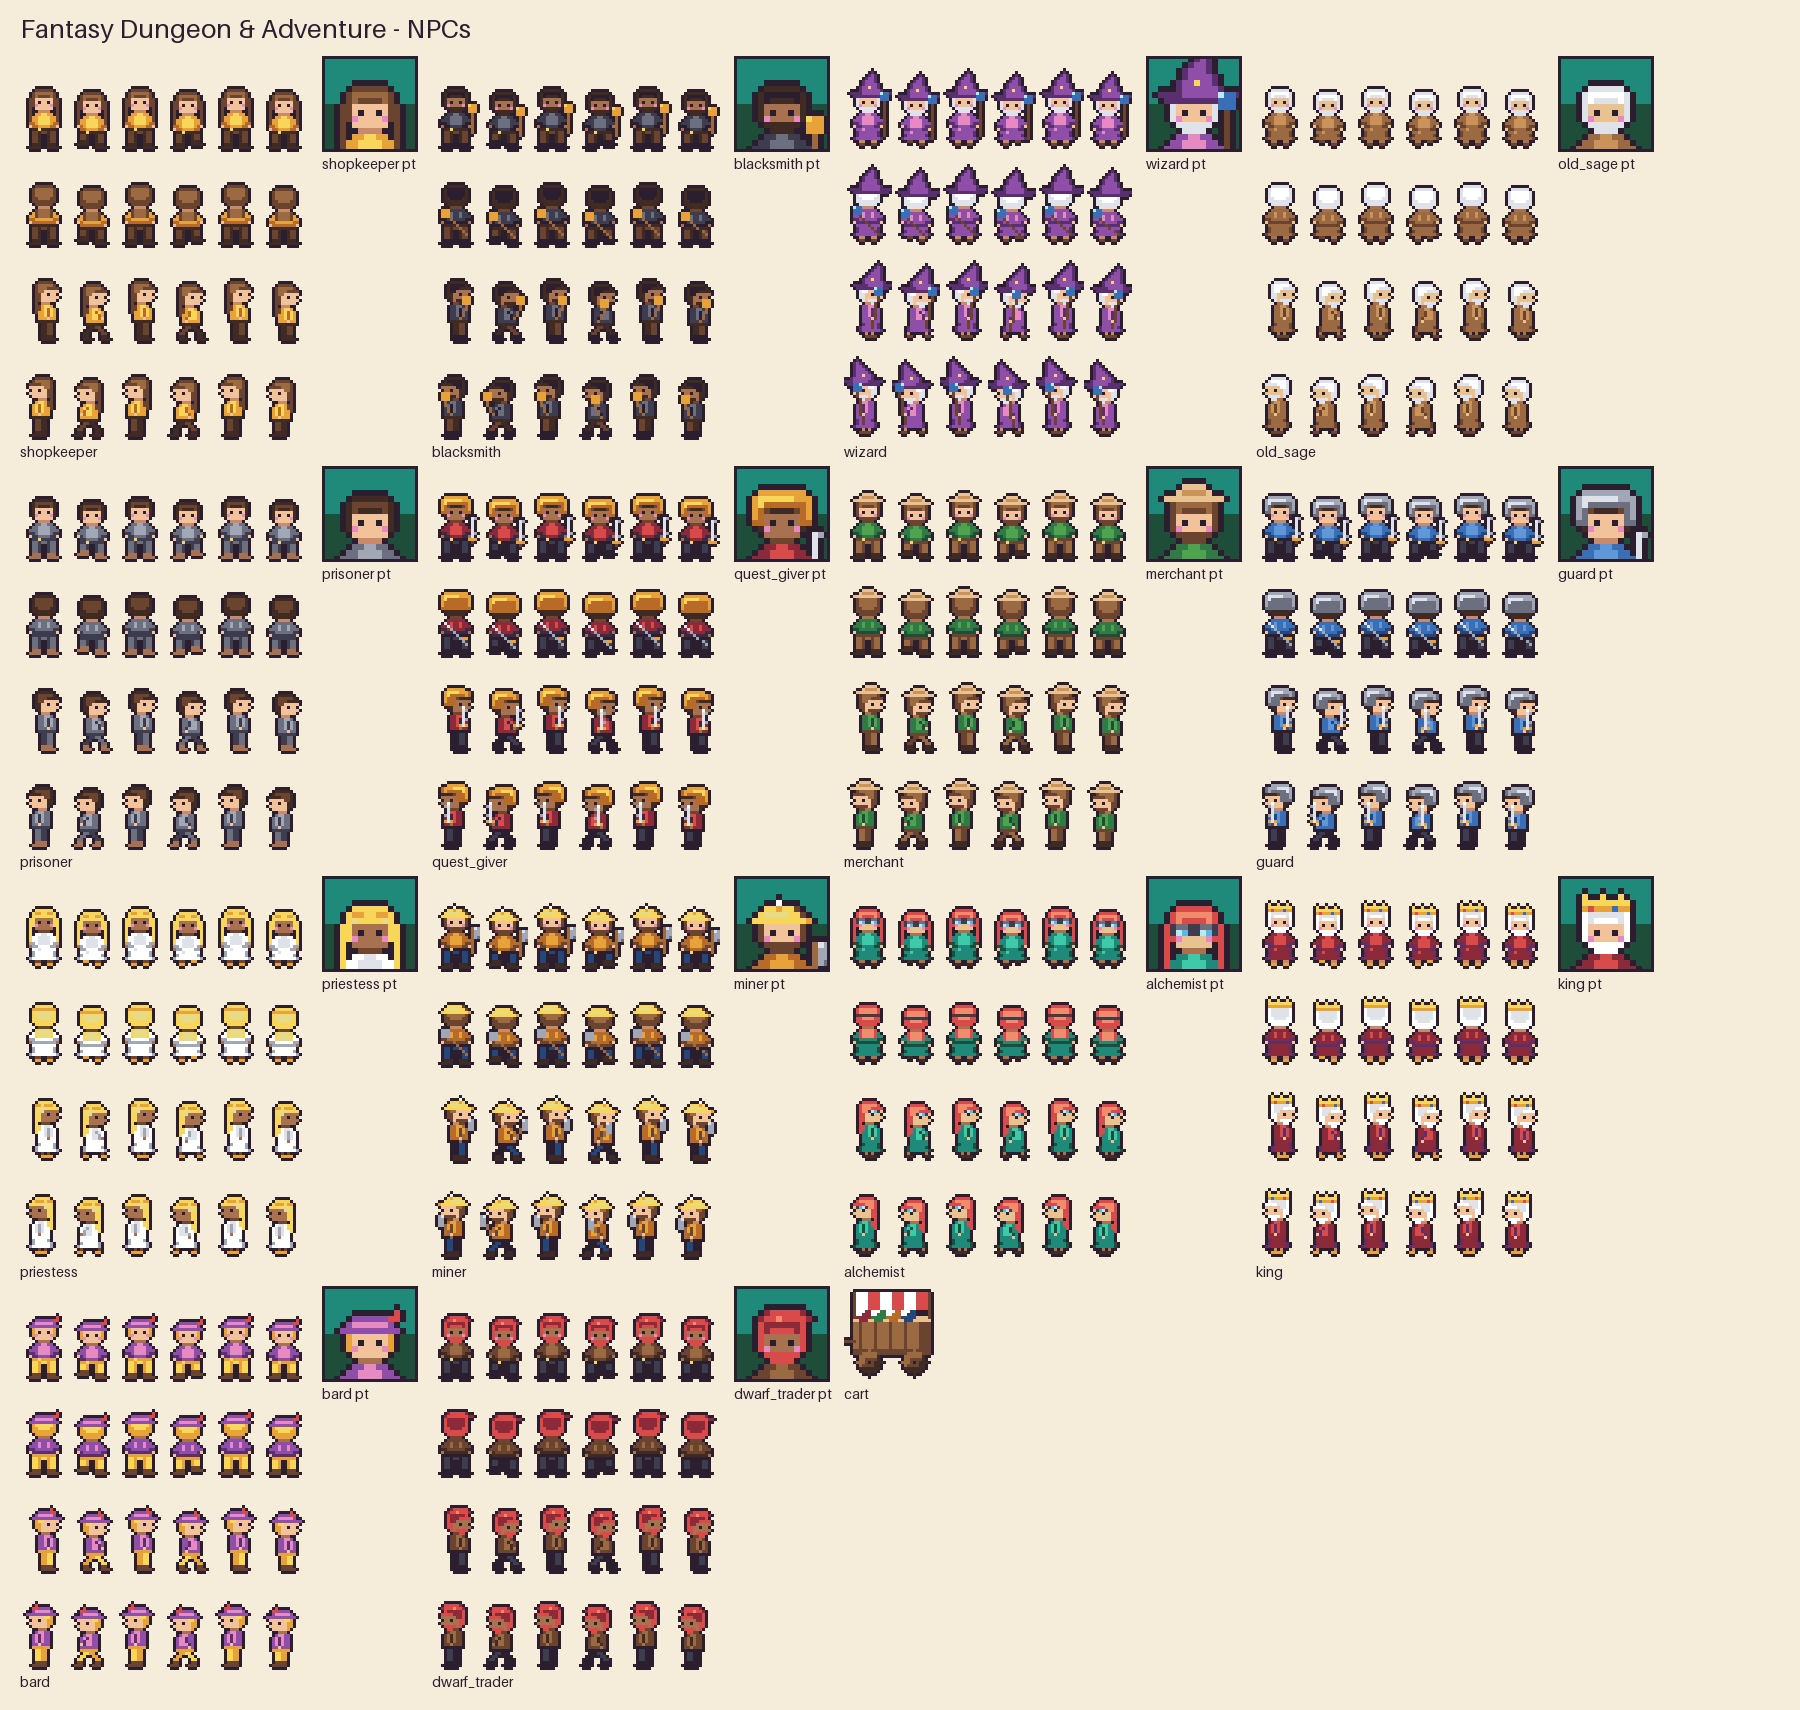 Fantasy Dungeon & Adventure - NPCs
shopkeeper pt
blacksmith pt
wizard pt
old_sage pt
shopkeeper
blacksmith
wizard
old_sage
prisoner pt
quest_giver pt
merchant pt
guard pt
prisoner
quest_giver
merchant
guard
priestess pt
miner pt
alchemist pt
king pt
priestess
miner
alchemist
king
bard pt
dwarf_trader pt
cart
bard
dwarf_trader